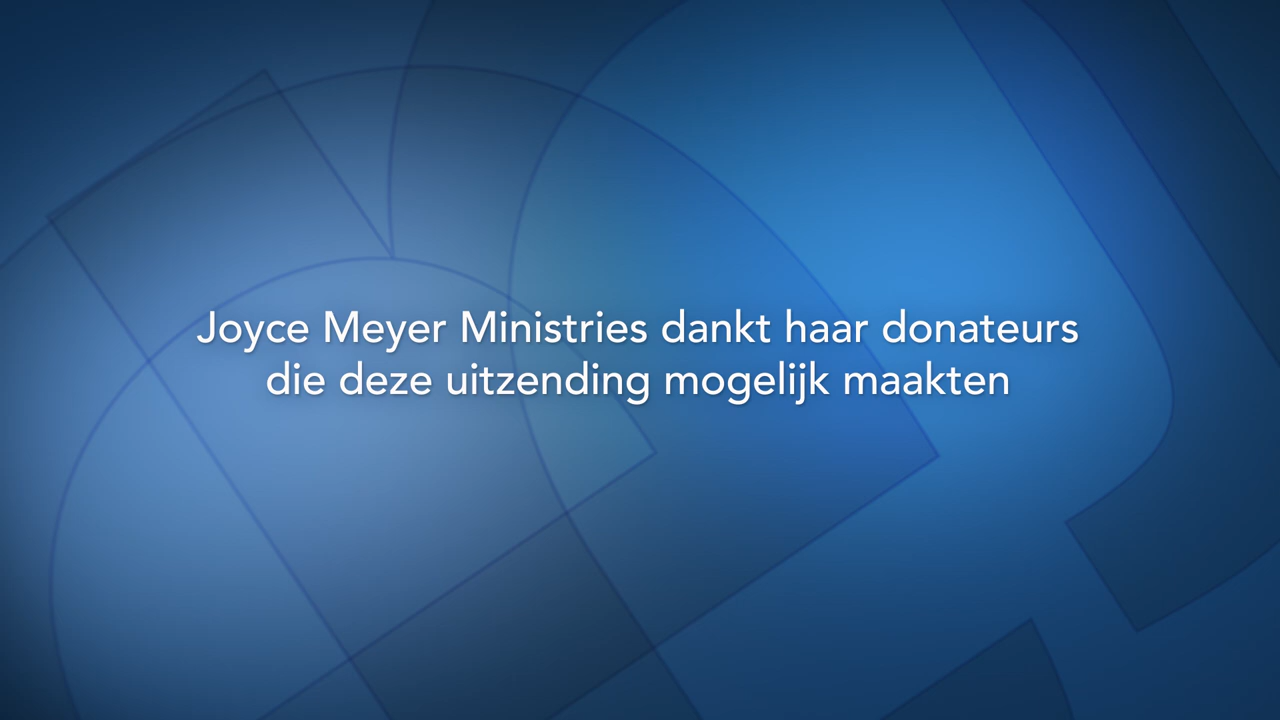 Joyce Meyer Ministries dankt haar donateurs
die deze uitzending mogelijk maakten